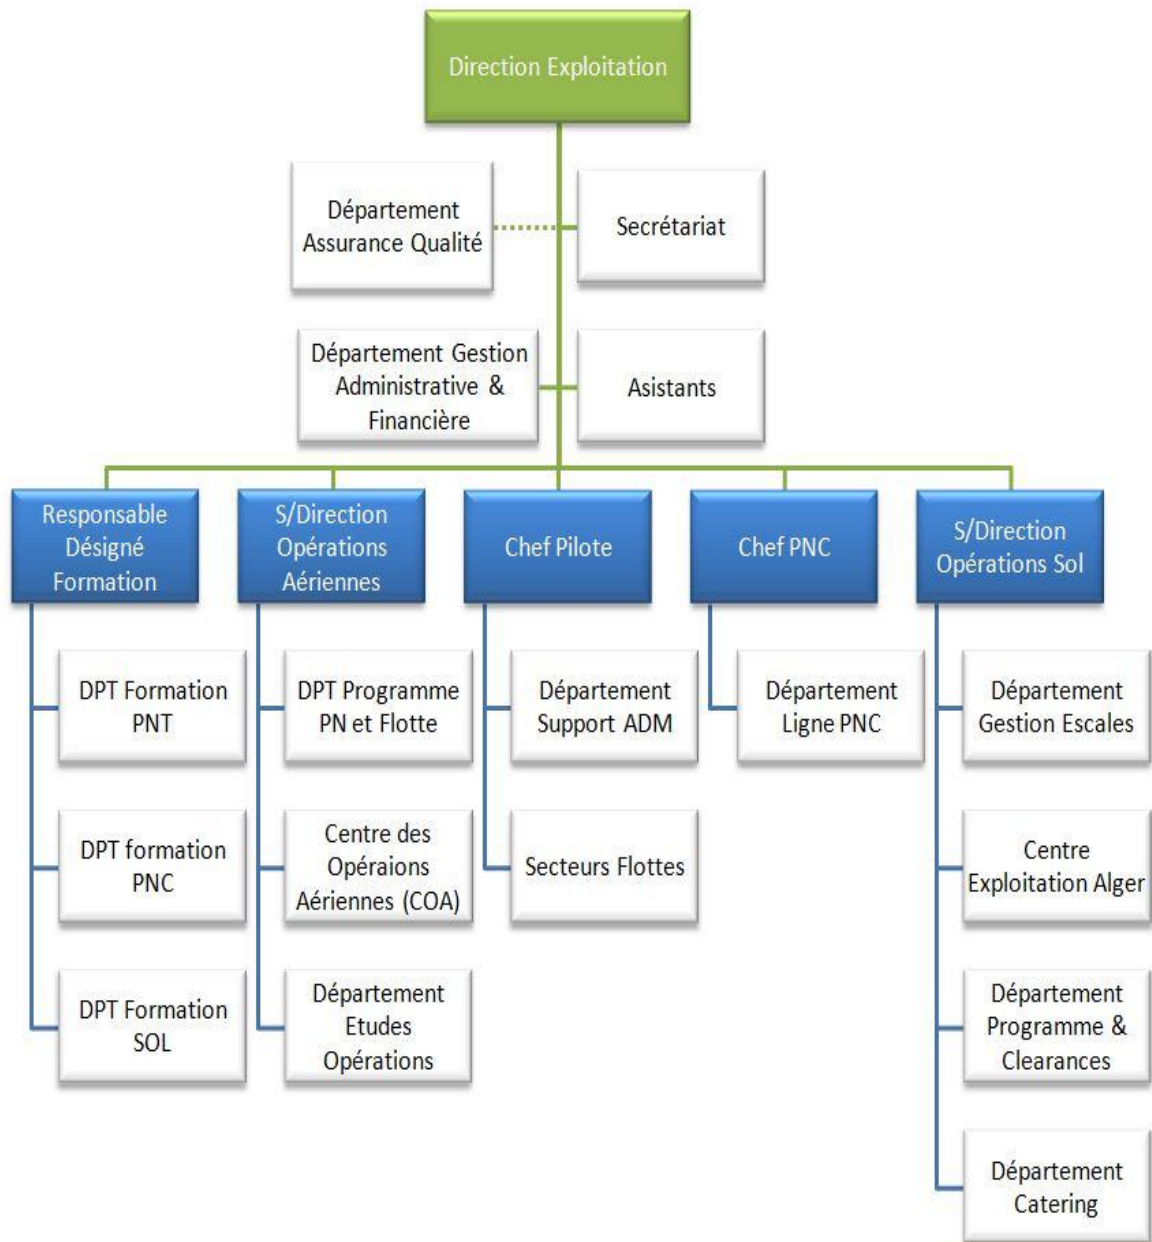 Direction Exploitation
Département
Assurance Qualité
Secrétariat
Département Gestion
Administrative &
Financière
Asistants
Responsable
Désigné
Formation
S/Direction
Opérations
Aériennes
Chef Pilote
Chef PNC
S/Direction
Opérations Sol
DPT Formation
PNT
DPT Programme
PN et Flotte
Département
Support ADM
Département
Ligne PNC
Département
Gestion Escales
DPT formation
PNC
Centre des
Opéraions
Aériennes (COA)
Secteurs Flottes
Centre
Exploitation Alger
DPT Formation
SOL
Département
Etudes
Opérations
Département
Programme &
Clearances
Département
Catering